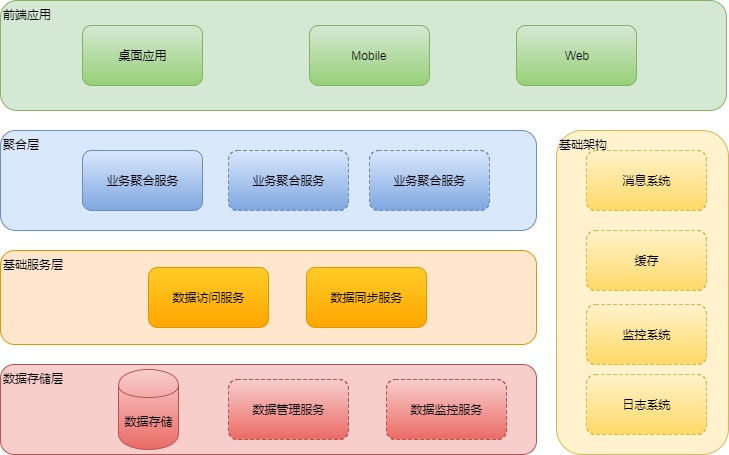 前端应用
桌面应用
Mobile
Web
聚合层
业务聚合服务
业务聚合服务
业务聚合服务
基础服务层
数据访问服务
数据同步服务
数据存储层
数据存储
数据管理服务
数据监控服务
基础架构
消息系统
缓存
监控系统
日志系统